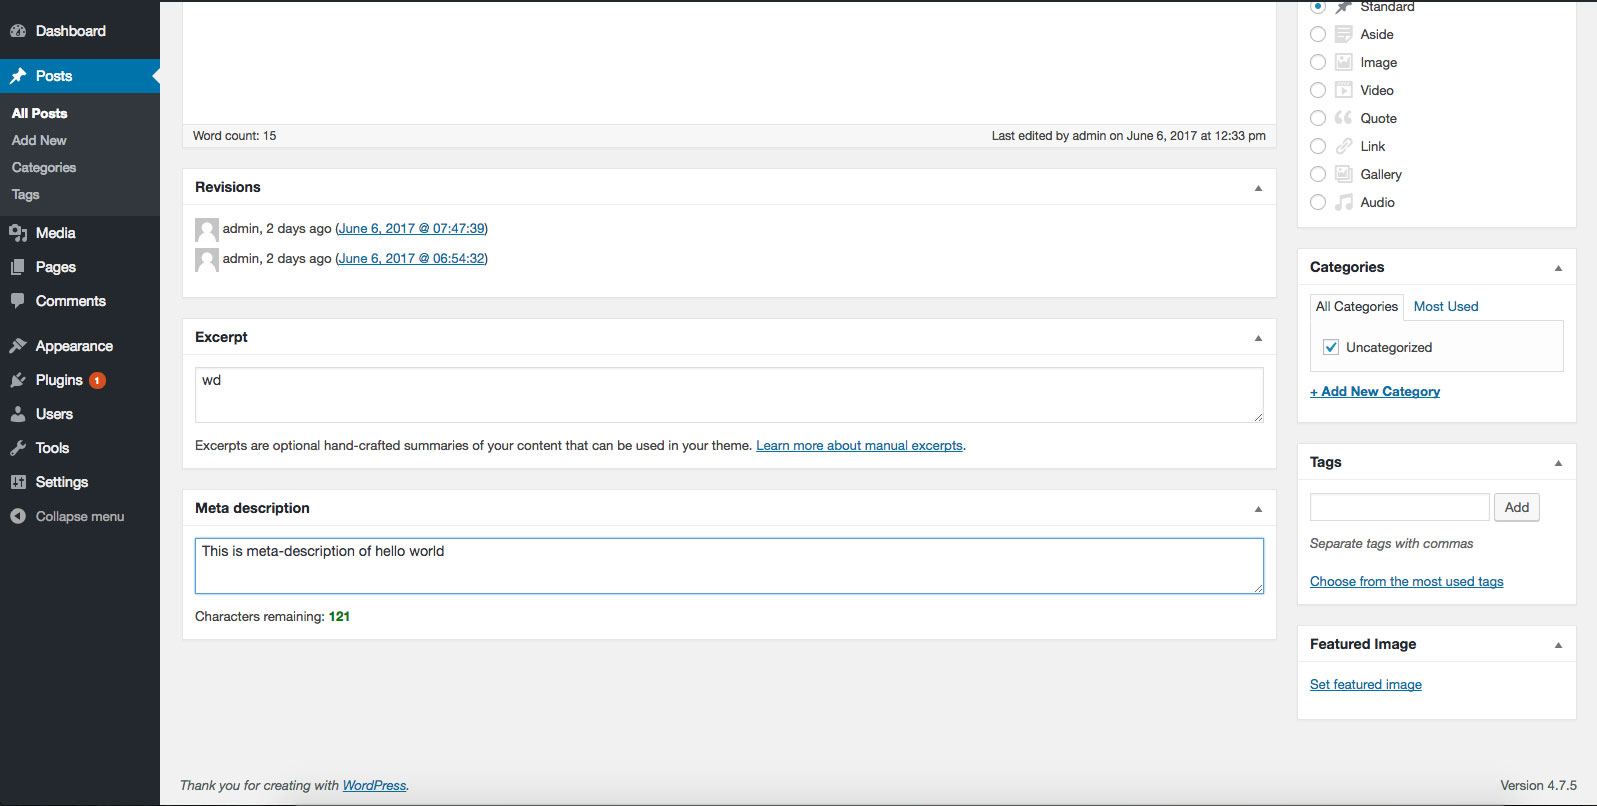 Dashboard
Posts
All Posts
Add New
Categories
Tags
Media
Pages
Comments
Appearance
Plugins 1
Users
Tools
Settings
Collapse menu
Word count: 15 Last edited by admin on June 6, 2017 at 12:33 pm
Revisions
admin, 2 days ago (June 6, 2017 @ 07:47:39)
admin, 2 days ago (June 6, 2017 @ 06:54:32)
Excerpt
wd
Excerpts are optional hand-crafted summaries of your content that can be used in your theme. Learn more about manual excerpts.
Meta description
This is meta-description of hello world
Characters remaining: 121
Standard
Aside
Image
Video
Quote
Link
Gallery
Audio
Categories
All Categories Most Used
Uncategorized
+ Add New Category
Tags
Add
Separate tags with commas
Choose from the most used tags
Featured Image
Set featured image
Thank you for creating with WordPress. Version 4.7.5